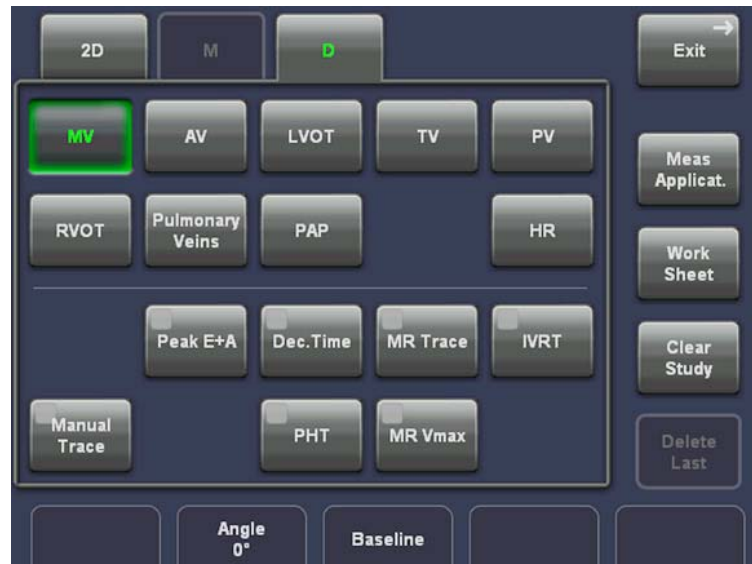 2D
M
D
Exit
MV
AV
LVOT
TV
PV
Meas
Applicat.
RVOT
Pulmonary
Veins
PAP
HR
Work
Sheet
Peak E+A
Dec.Time
MR Trace
IVRT
Clear
Study
Manual
Trace
PHT
MR Vmax
Delete
Last
Angle
0°
Baseline